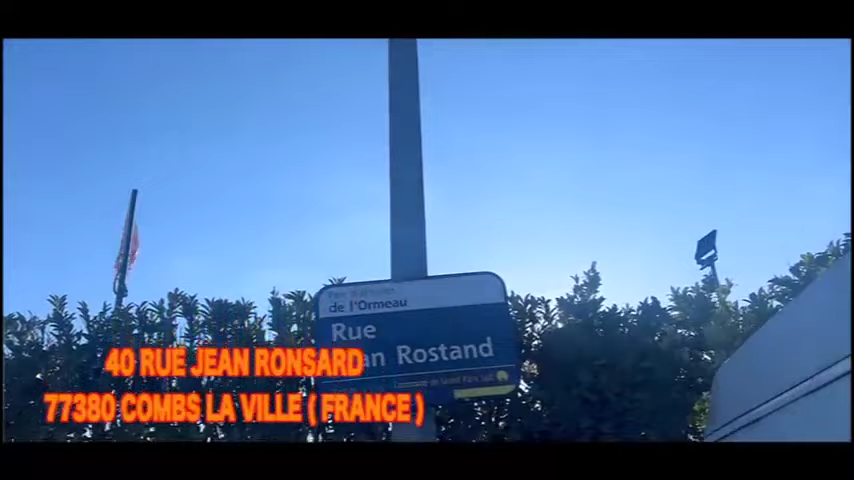 de l'Ormeau
Rue
Rostand
40 RUE JEAN RONSARD
77380 COMBS LA VILLE ( FRANCE )